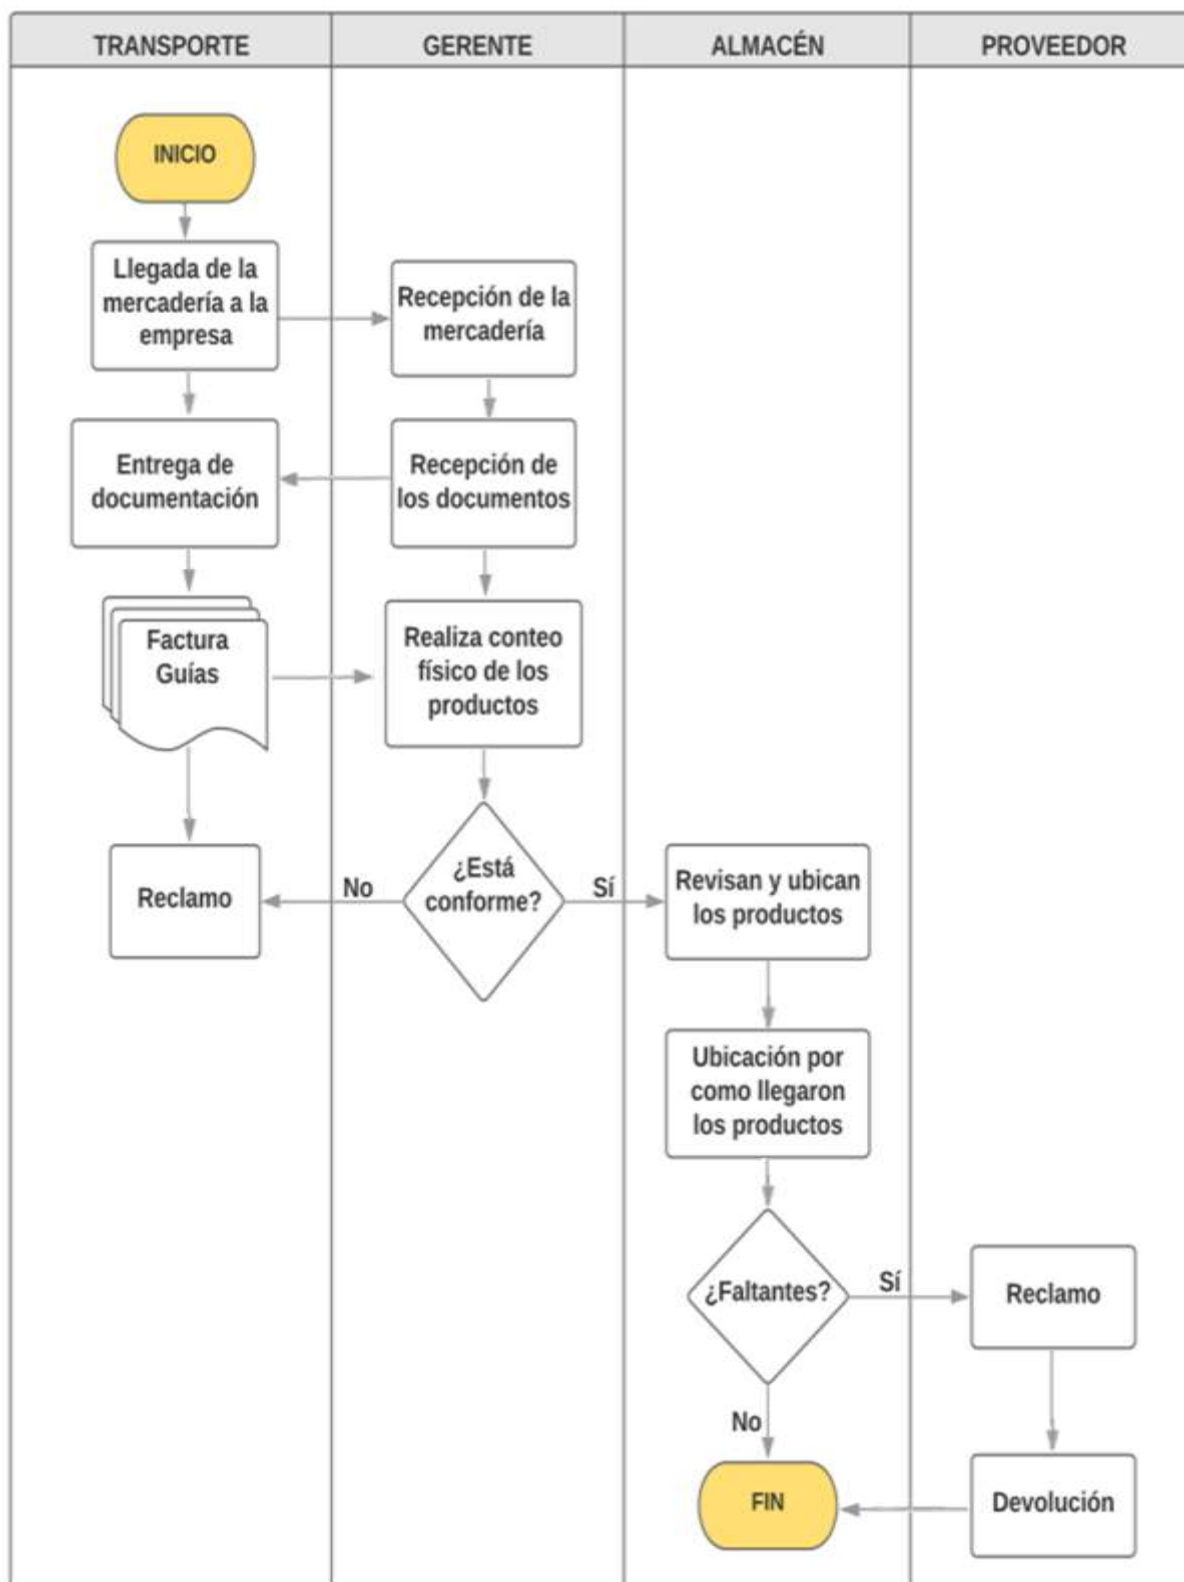 TRANSPORTE
GERENTE
ALMACÉN
PROVEEDOR
INICIO
Llegada de la
mercadería a la
empresa
Recepción de la
mercadería
Entrega de
documentación
Recepción de
los documentos
Factura
Guías
Realiza conteo
físico de los
productos
Reclamo
No
¿Está
conforme?
Sí
Revisan y ubican
los productos
Ubicación por
como llegaron
los productos
¿Faltantes?
Sí
Reclamo
No
FIN
Devolución